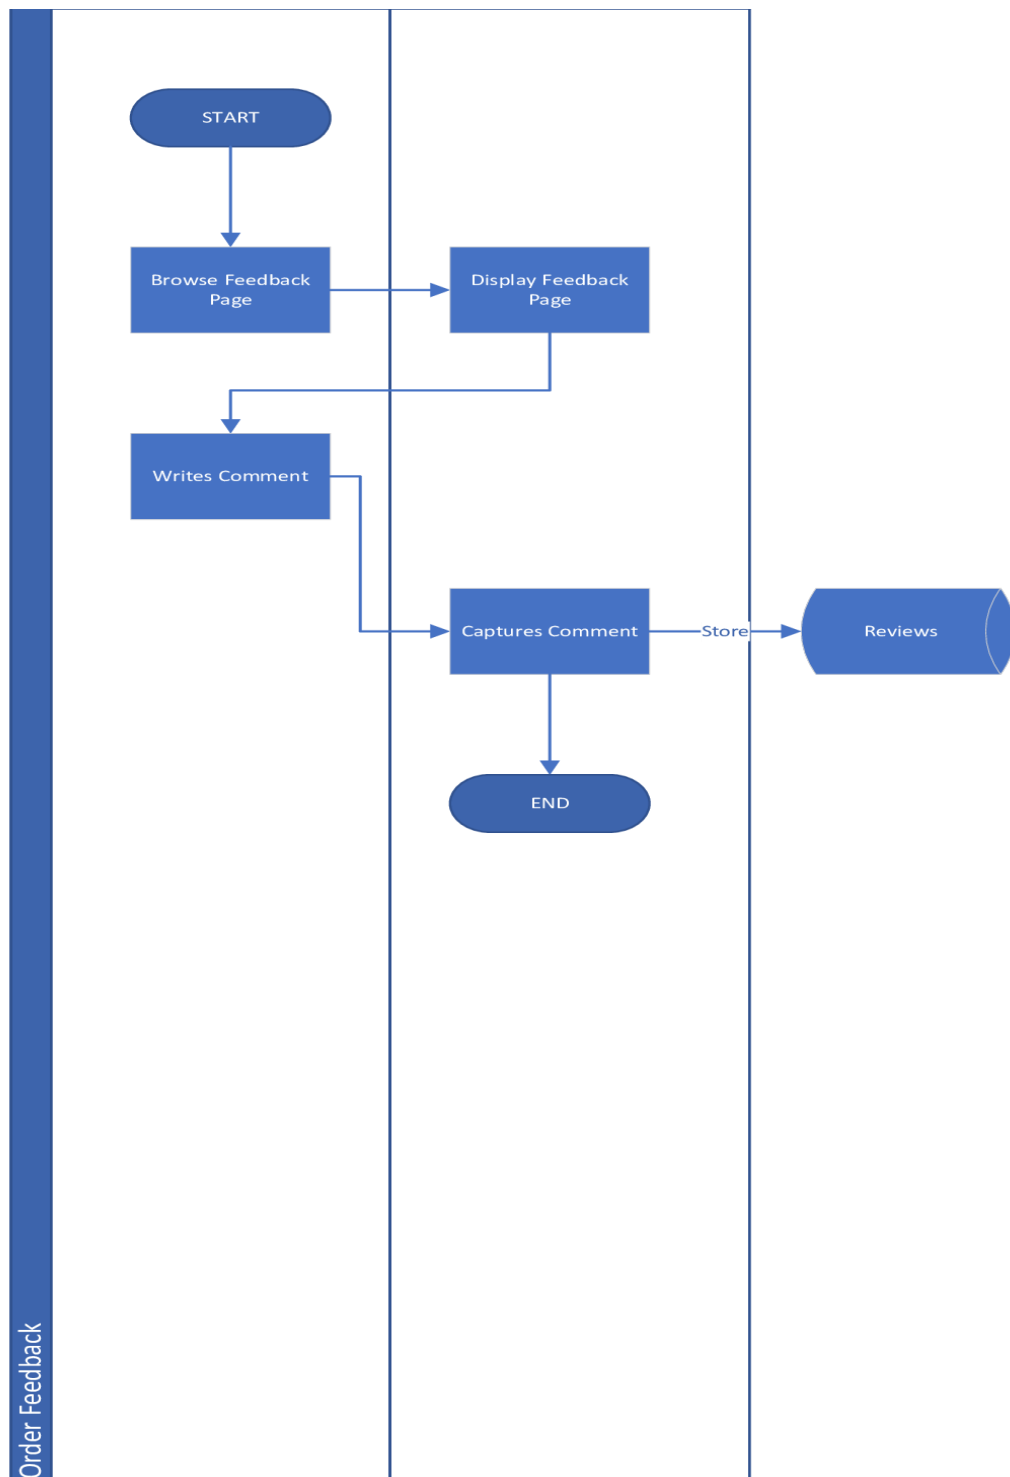 START
Browse Feedback
Page
Display Feedback
Page
Writes Comment
Captures Comment
Store
Reviews
END
Order Feedback